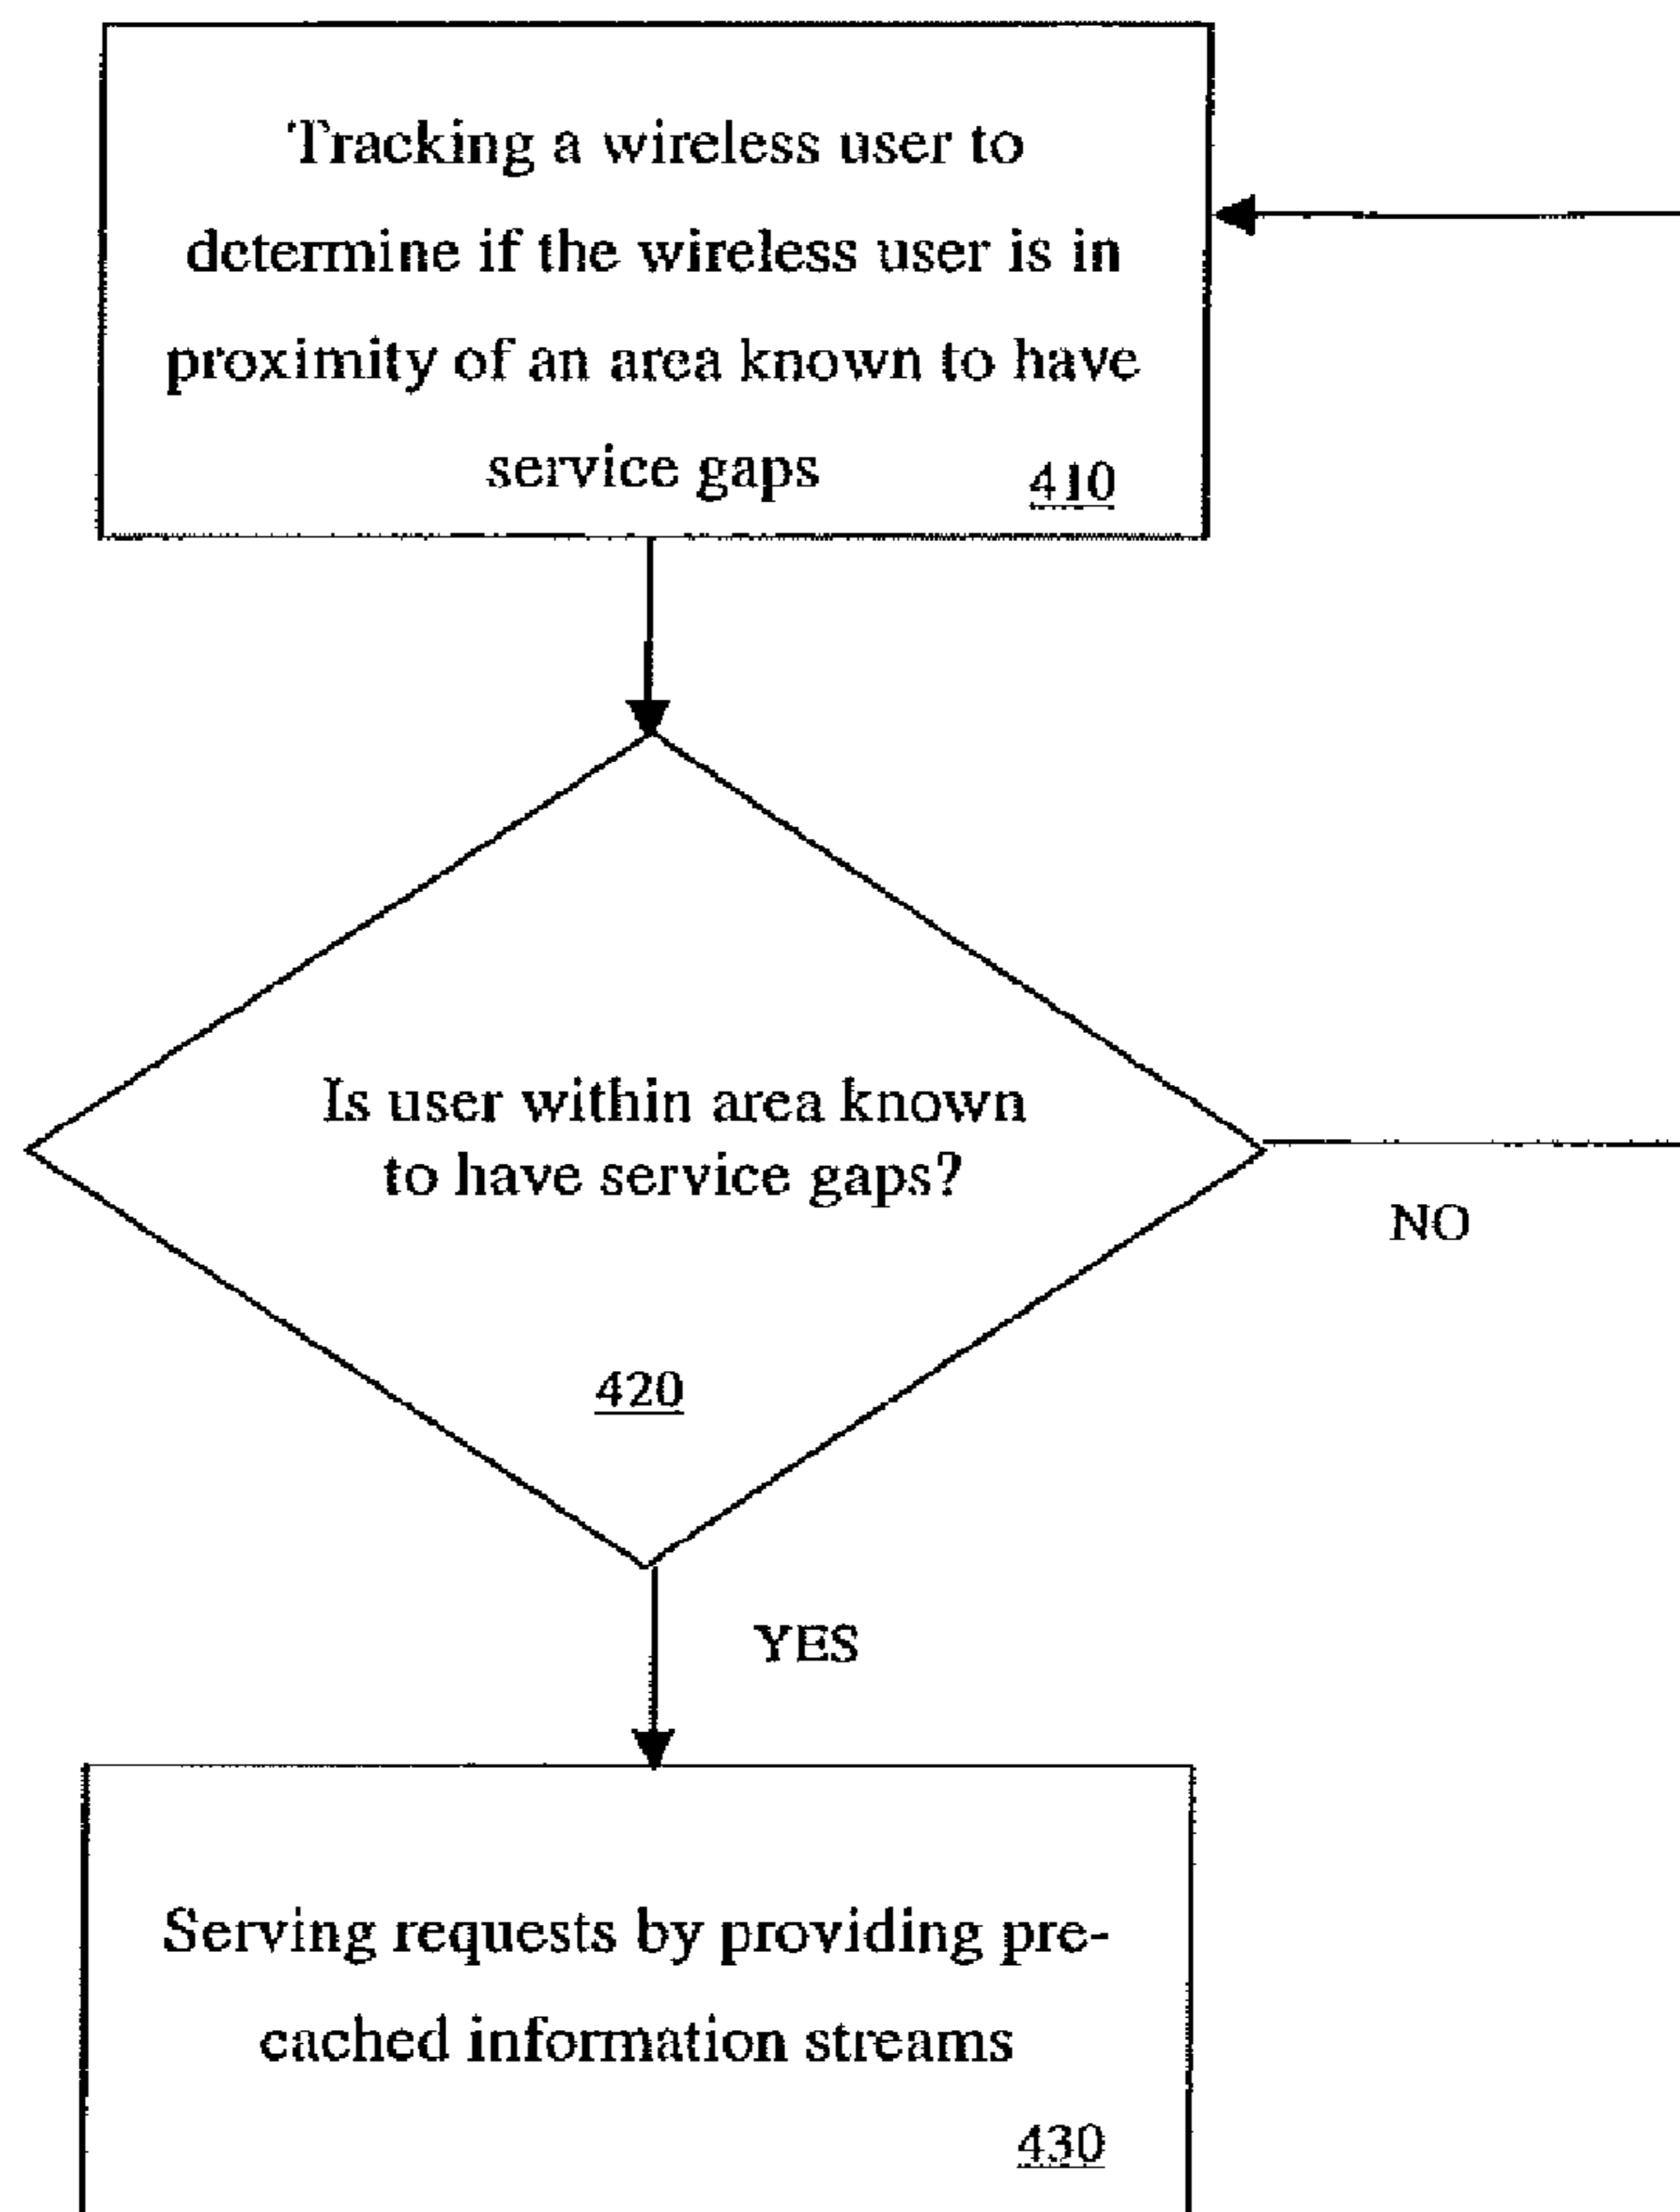 Tracking a wireless user to
determine if the wireless user is in
proximity of an area known to have
service gaps
410
Is user within area known
to have service gaps?
NO
420
YES
Serving requests by providing pre-
cached information streams
430